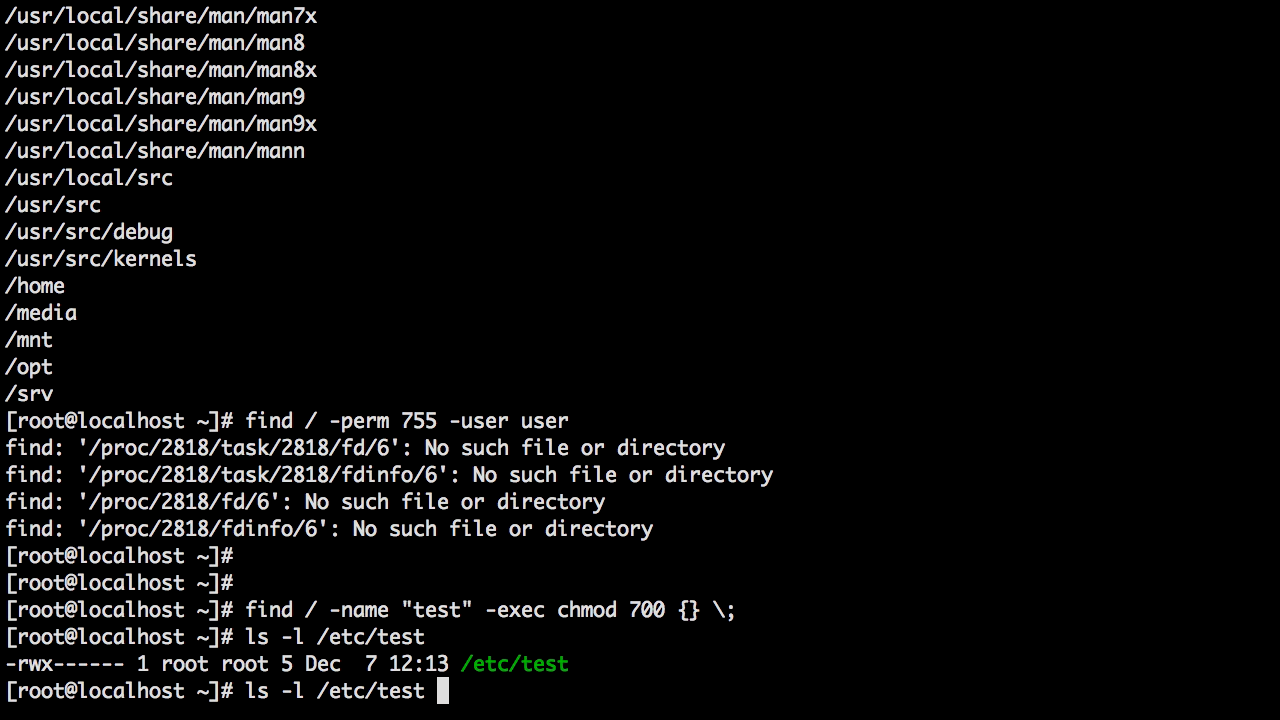 /usr/local/share/man/man7x
/usr/local/share/man/man8
/usr/local/share/man/man8x
/usr/local/share/man/man9
/usr/local/share/man/man9x
/usr/local/share/man/mann
/usr/local/src
/usr/src
/usr/src/debug
/usr/src/kernels
/home
/media
/mnt
/opt
/srv
[root@localhost ~]# find / -perm 755 -user user
find: '/proc/2818/task/2818/fd/6': No such file or directory
find: '/proc/2818/task/2818/fdinfo/6': No such file or directory
find: '/proc/2818/fd/6': No such file or directory
find: '/proc/2818/fdinfo/6': No such file or directory
[root@localhost ~]#
[root@localhost ~]#
[root@localhost ~]# find / -name "test" -exec chmod 700 {} \;
[root@localhost ~]# ls -l /etc/test
-rwx------ 1 root root 5 Dec  7 12:13 /etc/test
[root@localhost ~]# ls -l /etc/test